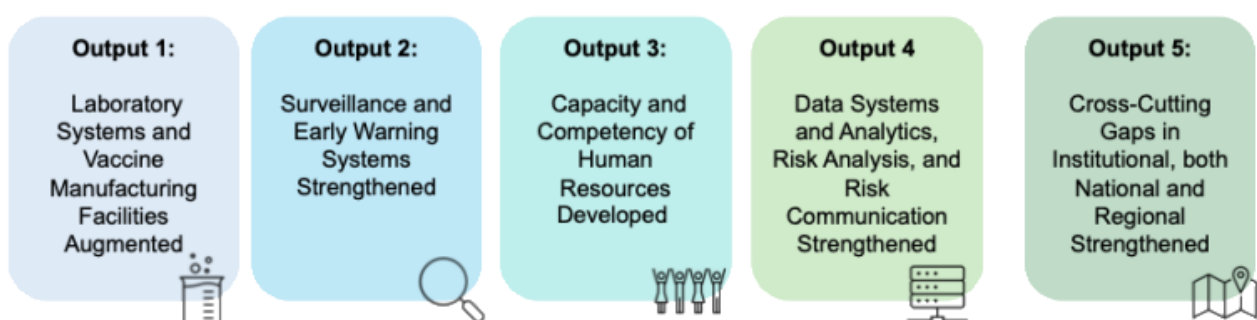 Output 1:
Laboratory
Systems and
Vaccine
Manufacturing
Facilities
Augmented
Output 2:
Surveillance and
Early Warning
Systems
Strengthened
Output 3:
Capacity and
Competency of
Human
Resources
Developed
Output 4
Data Systems
and Analytics,
Risk Analysis, and
Risk
Communication
Strengthened
Output 5:
Cross-Cutting
Gaps in
Institutional, both
National and
Regional
Strengthened